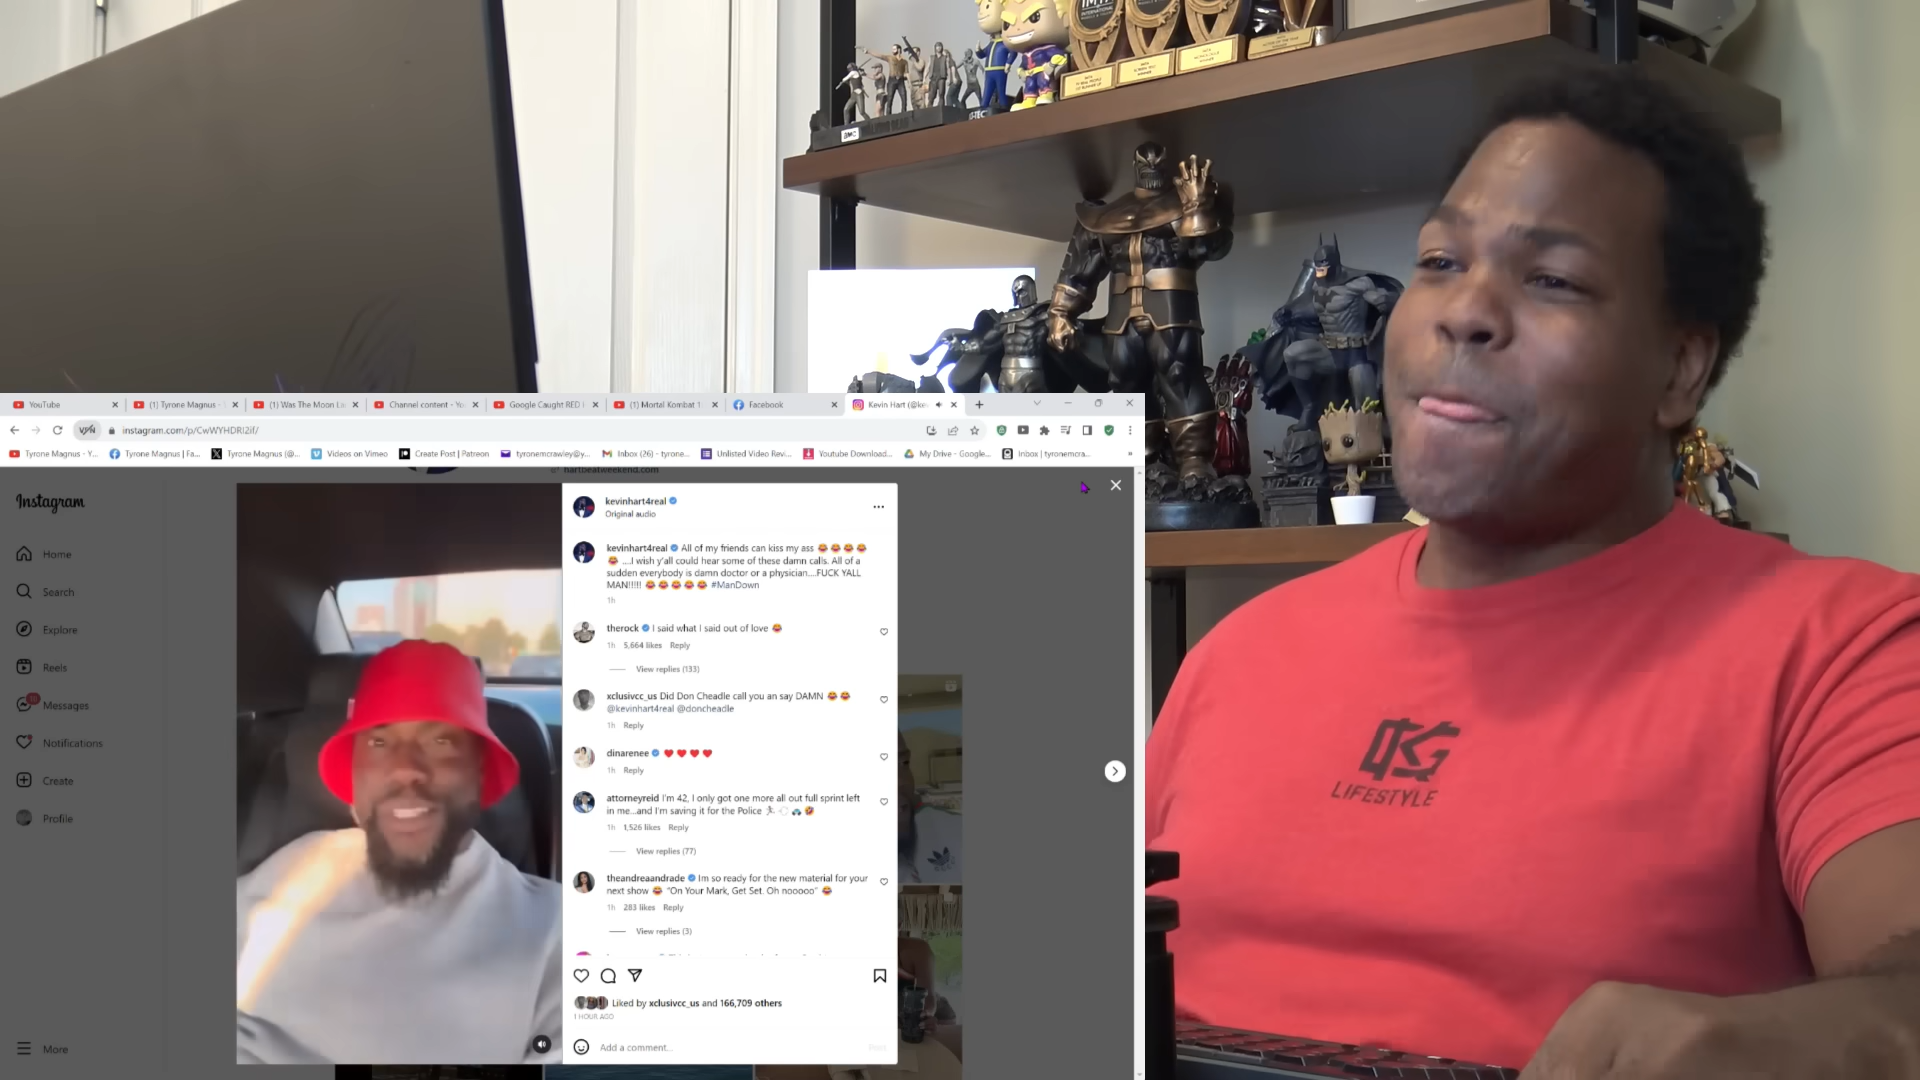 YouTube
(1) Tyrone Magnus -
(1) Was The Moon La
Channel content - Yo
Google Caught RED
(1) Mortal Kombat 1
Facebook
Kevin Hart (@ke
VPN
instagram.com/p/CwWYHDRI2if/
Tyrone Magnus - Y...
Tyrone Magnus | Fa...
Tyrone Magnus (@...
Videos on Vimeo
Create Post | Patreon
tyronemcrawley@y...
Inbox (26) - tyrone...
Unlisted Video Revi...
Youtube Download...
My Drive - Google...
Inbox | tyronemcra...
hartbeatweekend.com
Instagram
Home
Search
Explore
Reels
Messages
Notifications
Create
Profile
More
kevinhart4real
Original audio
kevinhart4real All of my friends can kiss my ass 😂😂😂😂
😂 ....I wish y'all could hear some of these damn calls. All of a
sudden everybody is damn doctor or a physician....FUCK YALL
MAN!!!!! 😂😂😂😂😂 #ManDown
1h
therock I said what I said out of love 😂
1h 5,664 likes Reply
View replies (133)
xclusivcc_us Did Don Cheadle call you an say DAMN 😂😂
@kevinhart4real @doncheadle
1h Reply
dinarenee ❤️❤️❤️❤️
1h Reply
attorneyreid I'm 42, I only got one more all out full sprint left
in me...and I'm saving it for the Police
1h 1,526 likes Reply
View replies (77)
theandreaandrade Im so ready for the new material for your
next show 😂 "On Your Mark, Get Set. Oh nooooo" 😂
1h 283 likes Reply
View replies (3)
Liked by xclusivcc_us and 166,709 others
1 HOUR AGO
Add a comment...
Post
AMC
LIFESTYLE